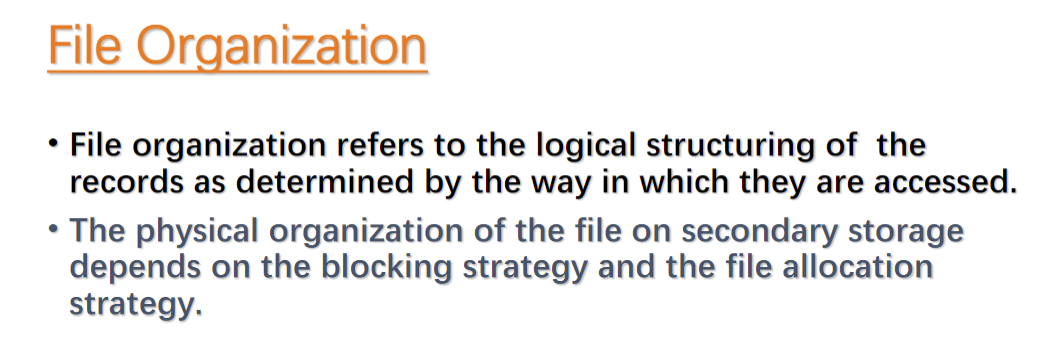 File Organization
• File organization refers to the logical structuring of  the
records as determined by the way in which they are accessed.
• The physical organization of the file on secondary storage
depends on the blocking strategy and the file allocation
strategy.